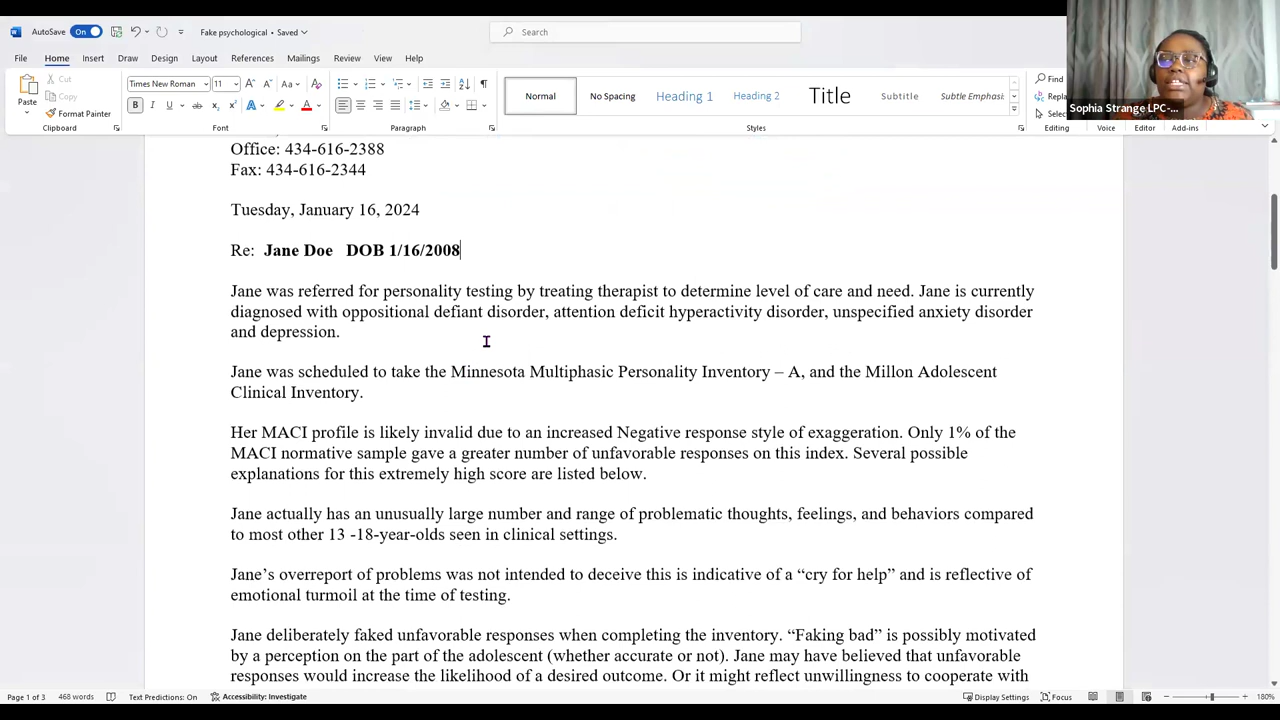 AutoSave On Fake psychological • Saved Search
File Home Insert Draw Design Layout References Mailings Review View Help
Paste Cut Copy Format Painter Clipboard
Times New Roman 11 Font
Paragraph
Normal No Spacing Heading 1 Heading 2 Title Subtitle Subtle Emphasis Styles
Find
Repla
Selec
Editing Voice Editor Add-ins
Sophia Strange LPC-...
Office: 434-616-2388
Fax: 434-616-2344
Tuesday, January 16, 2024
Re: Jane Doe DOB 1/16/2008
Jane was referred for personality testing by treating therapist to determine level of care and need. Jane is currently
diagnosed with oppositional defiant disorder, attention deficit hyperactivity disorder, unspecified anxiety disorder
and depression.
Jane was scheduled to take the Minnesota Multiphasic Personality Inventory – A, and the Millon Adolescent
Clinical Inventory.
Her MACI profile is likely invalid due to an increased Negative response style of exaggeration. Only 1% of the
MACI normative sample gave a greater number of unfavorable responses on this index. Several possible
explanations for this extremely high score are listed below.
Jane actually has an unusually large number and range of problematic thoughts, feelings, and behaviors compared
to most other 13 -18-year-olds seen in clinical settings.
Jane’s overreport of problems was not intended to deceive this is indicative of a “cry for help” and is reflective of
emotional turmoil at the time of testing.
Jane deliberately faked unfavorable responses when completing the inventory. “Faking bad” is possibly motivated
by a perception on the part of the adolescent (whether accurate or not). Jane may have believed that unfavorable
responses would increase the likelihood of a desired outcome. Or it might reflect unwillingness to cooperate with
Page 1 of 3 468 words Text Predictions: On Accessibility: Investigate Display Settings Focus 180%